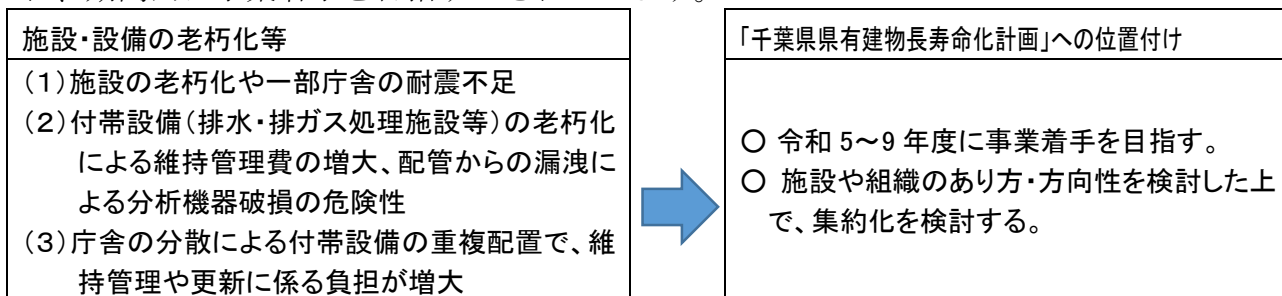 施設・設備の老朽化等
(1)施設の老朽化や一部庁舎の耐震不足
(2)付帯設備(排水・排ガス処理施設等)の老朽化
による維持管理費の増大、配管からの漏洩に
よる分析機器破損の危険性
(3)庁舎の分散による付帯設備の重複配置で、維
持管理や更新に係る負担が増大
「千葉県県有建物長寿命化計画」への位置付け
○ 令和 5~9 年度に事業着手を目指す。
○ 施設や組織のあり方・方向性を検討した上
で、集約化を検討する。